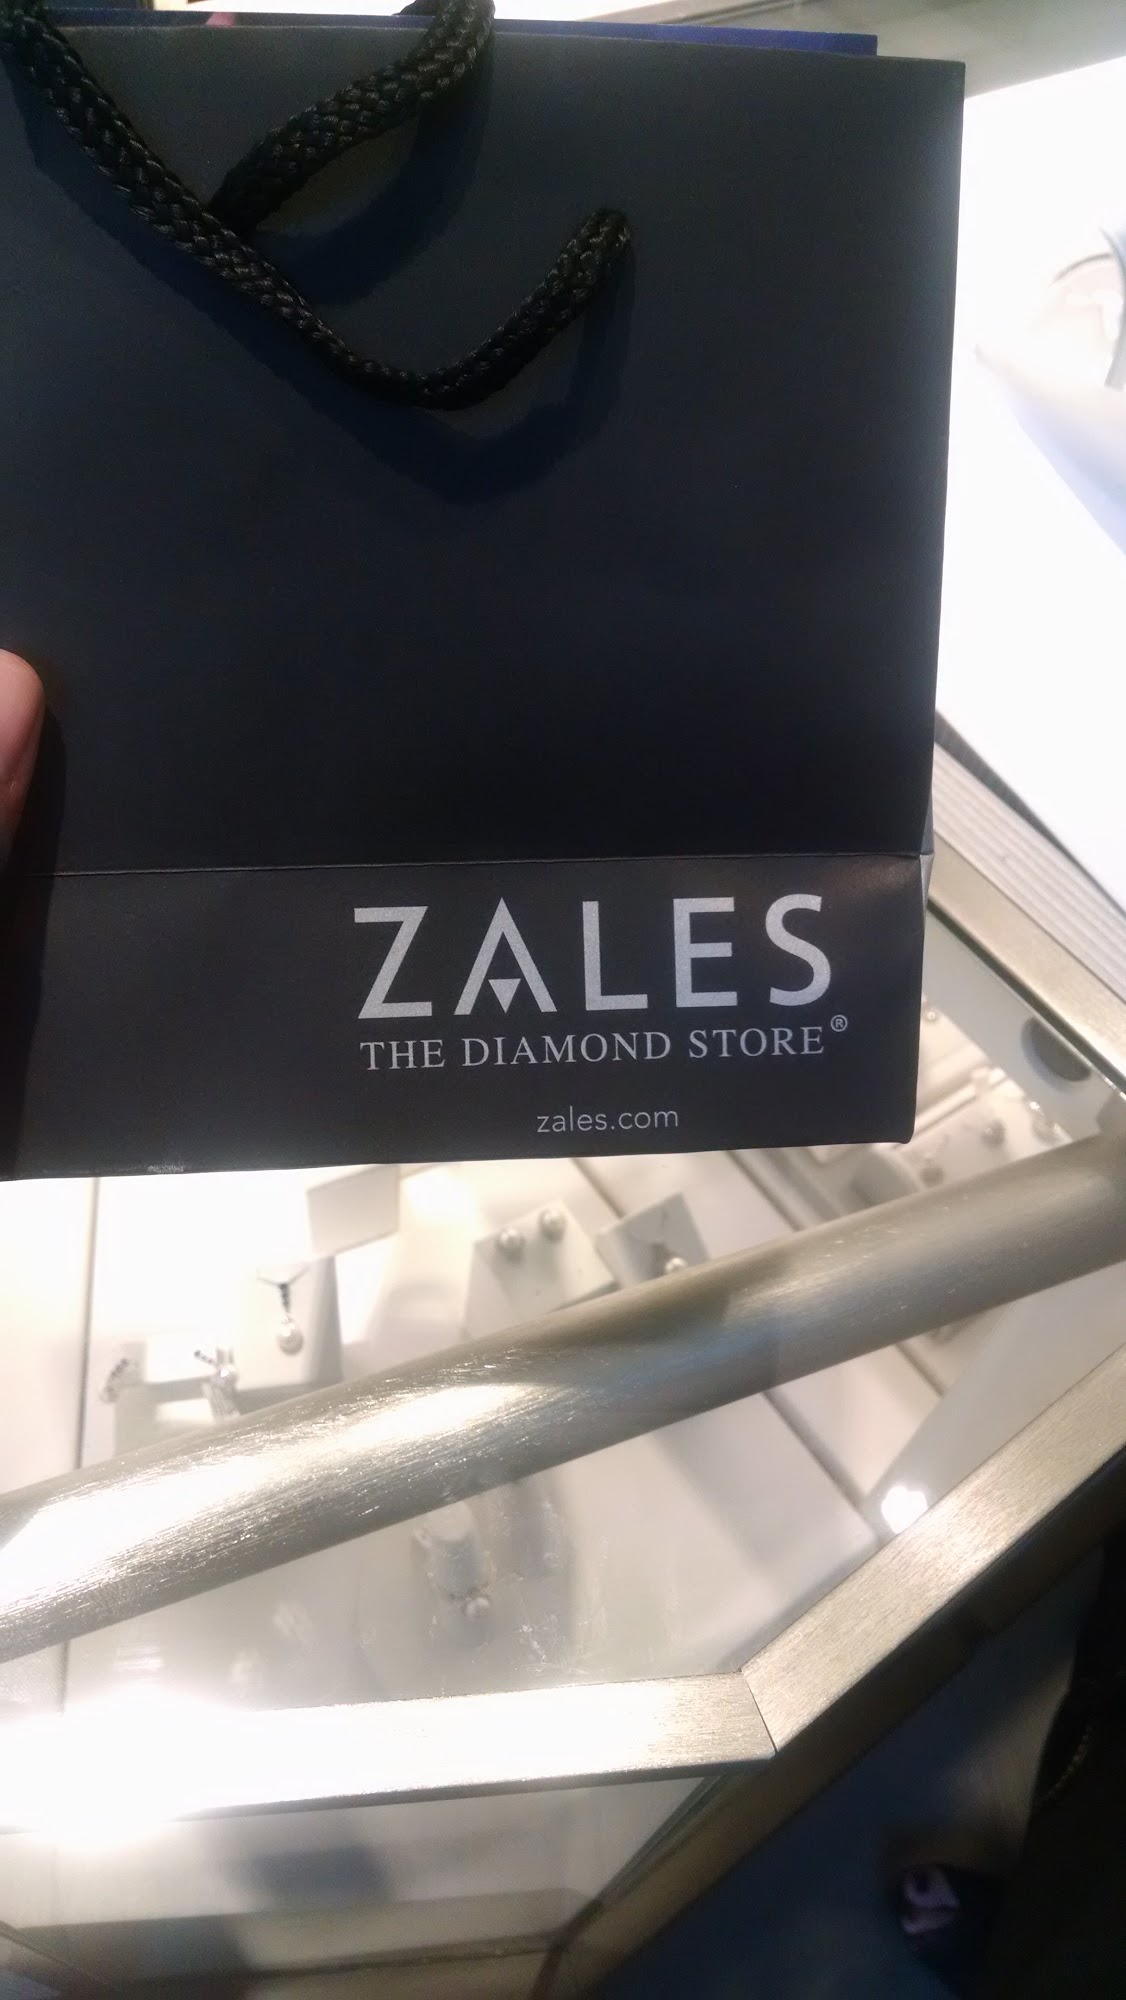 ZALES
THE DIAMOND STORE®
zales.com